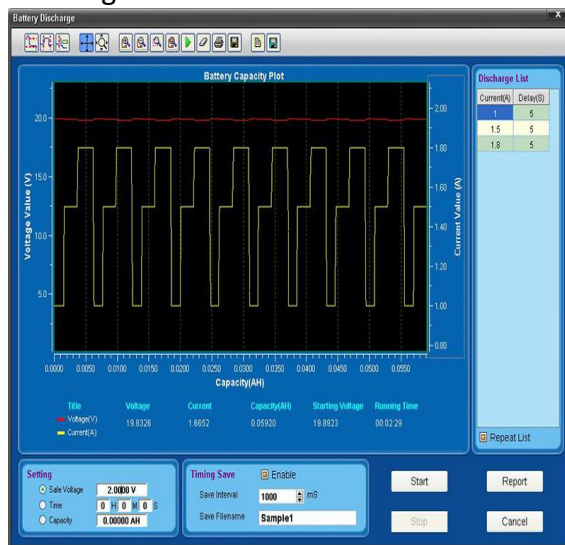 Battery Discharge
X
Battery Capacity Plot
Voltage Value (V)
20.0
15.0
10.0
5.0
2.00
1.80
1.60
1.40
1.20
1.00
0.80
Current Value (A)
0.0000 0.0050 0.0100 0.0150 0.0200 0.0250 0.0300 0.0350 0.0400 0.0450 0.0500 0.0550
Capacity(AH)
Title Voltage Current Capacity(AH) Starting Voltage Running Time
Voltage(V) 19.8326 1.6652 0.05920 19.8923 00:02:29
Current(A)
Discharge List
Current(A) Delay(S)
1 5
1.5 5
1.8 5
Repeat List
Setting
Safe Voltage 2.0000 V
Time 0 H 0 M 0 S
Capacity 0.00000 AH
Timing Save Enable
Save Interval 1000 mS
Save Filename Sample1
Start Report
Stop Cancel